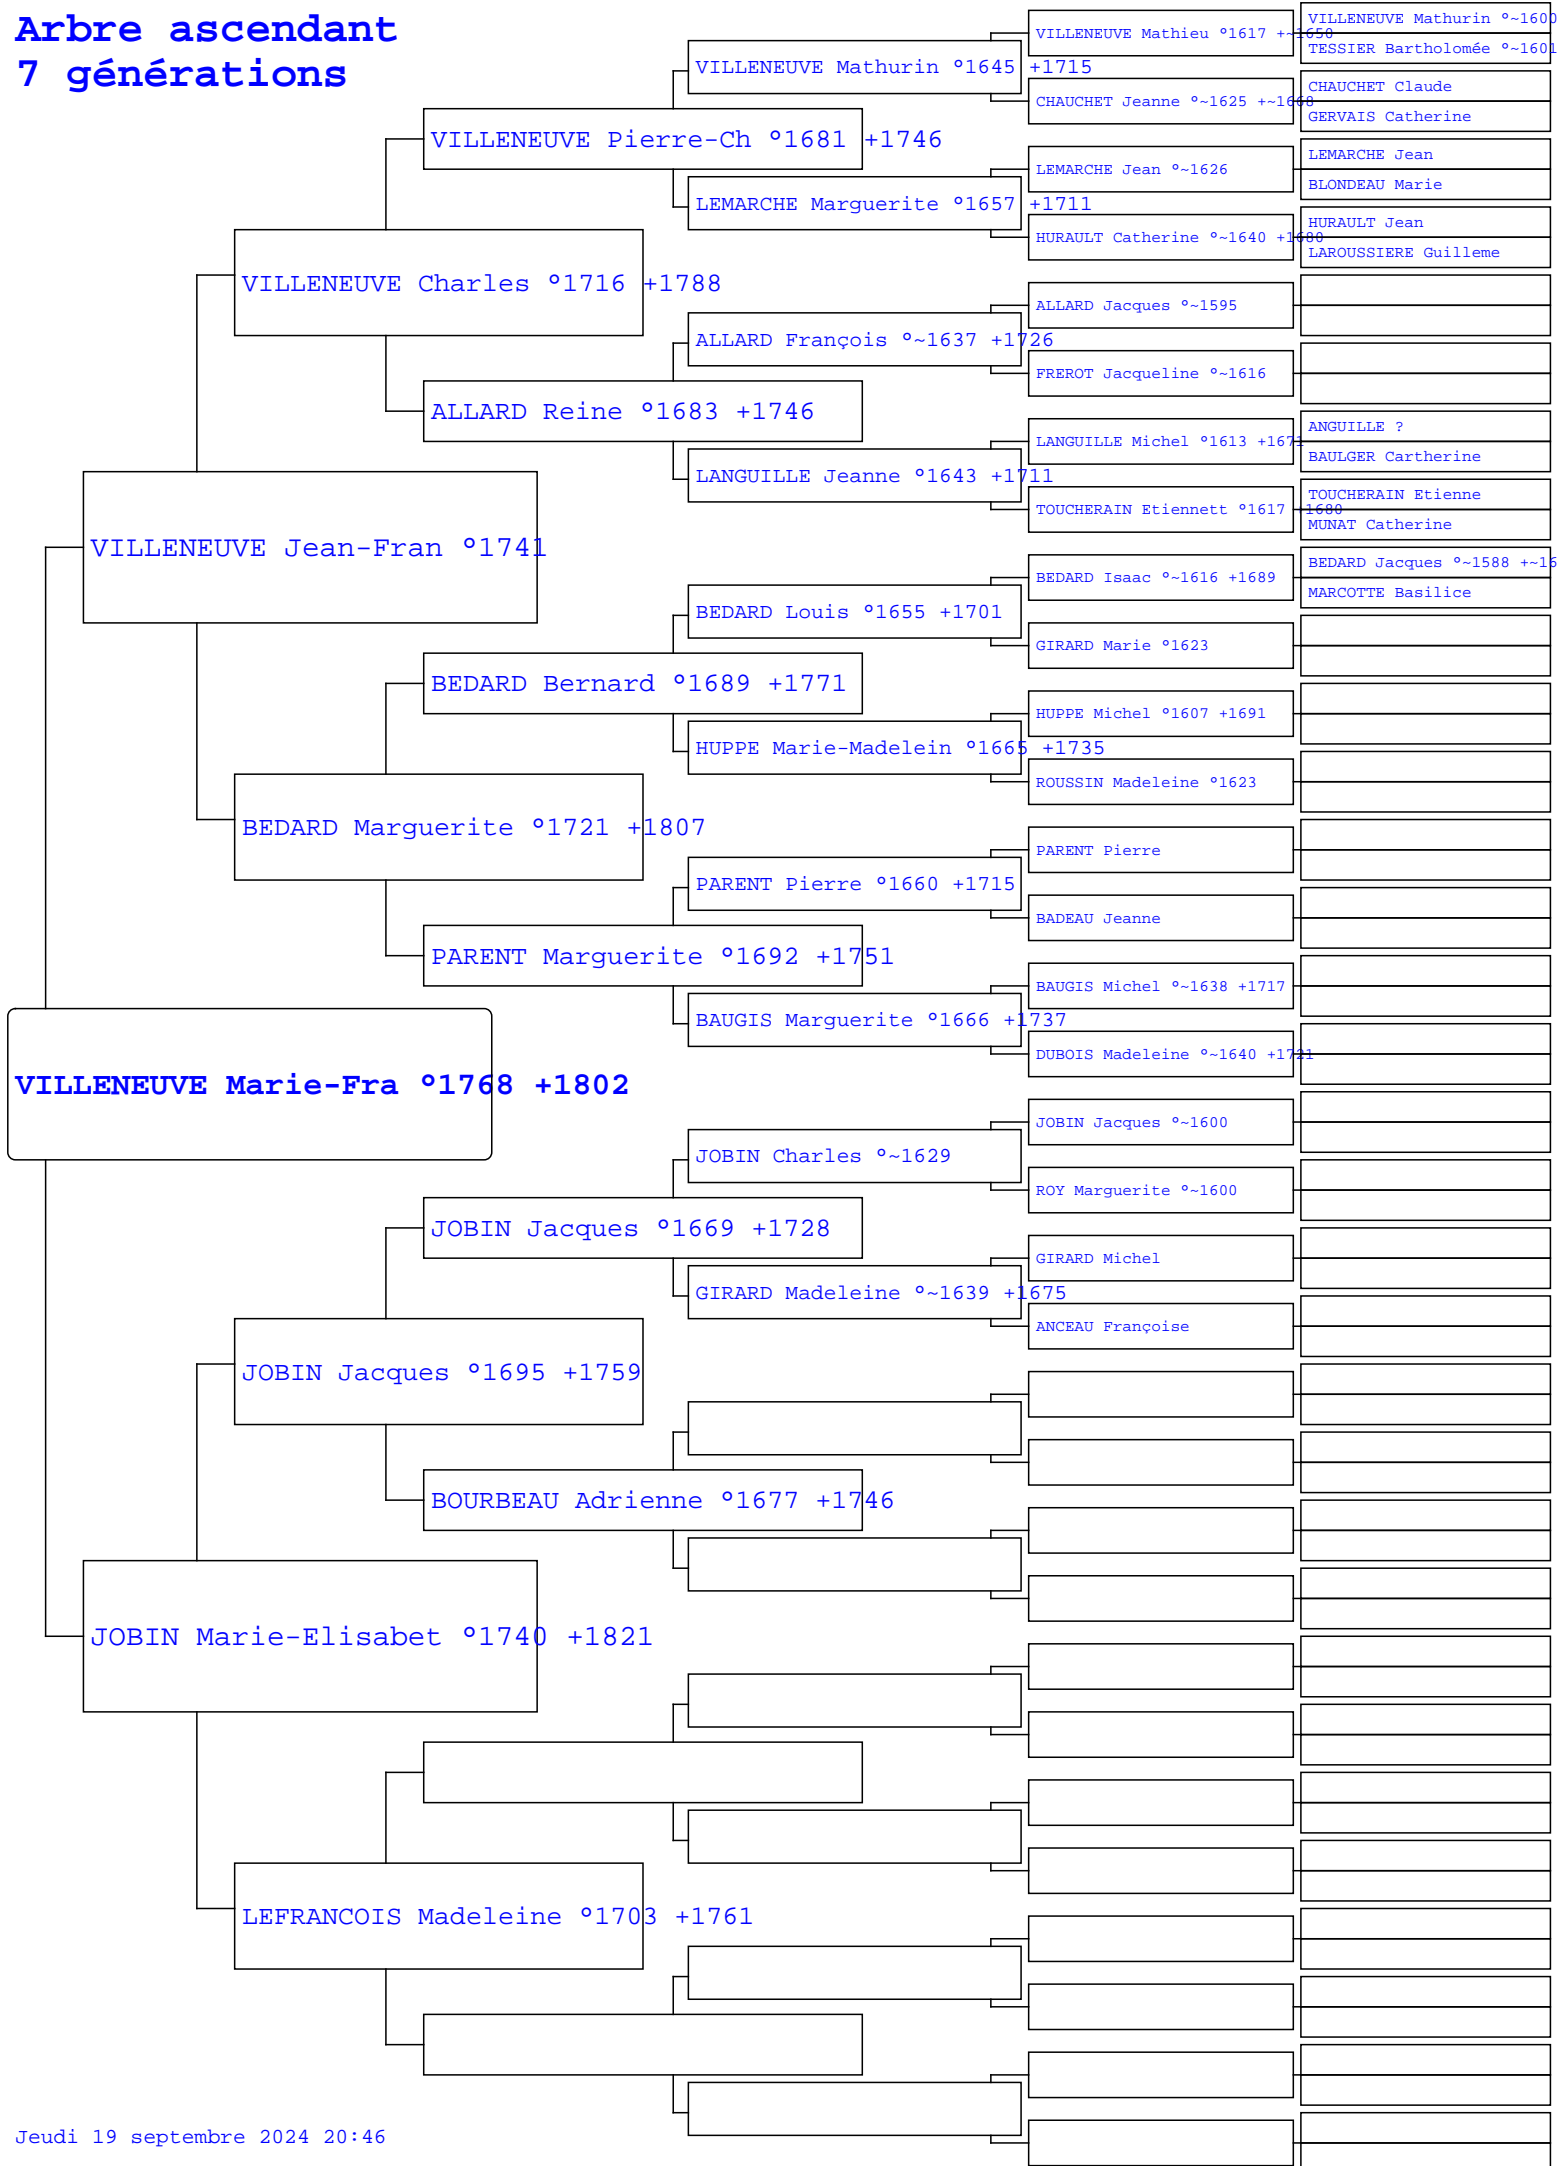 Arbre ascendant
7 générations
VILLENEUVE Mathurin °~1600
VILLENEUVE Mathieu °1617 +~1650
TESSIER Bartholomée °~1601
VILLENEUVE Mathurin °1645 +1715
CHAUCHET Claude
CHAUCHET Jeanne °~1625 +~1668
GERVAIS Catherine
VILLENEUVE Pierre-Ch °1681 +1746
LEMARCHE Jean
LEMARCHE Jean °~1626
BLONDEAU Marie
LEMARCHE Marguerite °1657 +1711
HURAULT Jean
HURAULT Catherine °~1640 +1680
LAROUSSIERE Guilleme
VILLENEUVE Charles °1716 +1788
ALLARD Jacques °~1595
ALLARD François °~1637 +1726
FREROT Jacqueline °~1616
ALLARD Reine °1683 +1746
ANGUILLE ?
LANGUILLE Michel °1613 +1671
BAULGER Cartherine
LANGUILLE Jeanne °1643 +1711
TOUCHERAIN Etienne
TOUCHERAIN Etiennett °1617 +1680
MUNAT Catherine
VILLENEUVE Jean-Fran °1741
BEDARD Jacques °~1588 +~16
BEDARD Isaac °~1616 +1689
MARCOTTE Basilice
BEDARD Louis °1655 +1701
GIRARD Marie °1623
BEDARD Bernard °1689 +1771
HUPPE Michel °1607 +1691
HUPPE Marie-Madelein °1665 +1735
ROUSSIN Madeleine °1623
BEDARD Marguerite °1721 +1807
PARENT Pierre
PARENT Pierre °1660 +1715
BADEAU Jeanne
PARENT Marguerite °1692 +1751
BAUGIS Michel °~1638 +1717
BAUGIS Marguerite °1666 +1737
DUBOIS Madeleine °~1640 +1721
VILLENEUVE Marie-Fra °1768 +1802
JOBIN Jacques °~1600
JOBIN Charles °~1629
ROY Marguerite °~1600
JOBIN Jacques °1669 +1728
GIRARD Michel
GIRARD Madeleine °~1639 +1675
ANCEAU Françoise
JOBIN Jacques °1695 +1759
BOURBEAU Adrienne °1677 +1746
JOBIN Marie-Elisabet °1740 +1821
LEFRANCOIS Madeleine °1703 +1761
Jeudi 19 septembre 2024 20:46